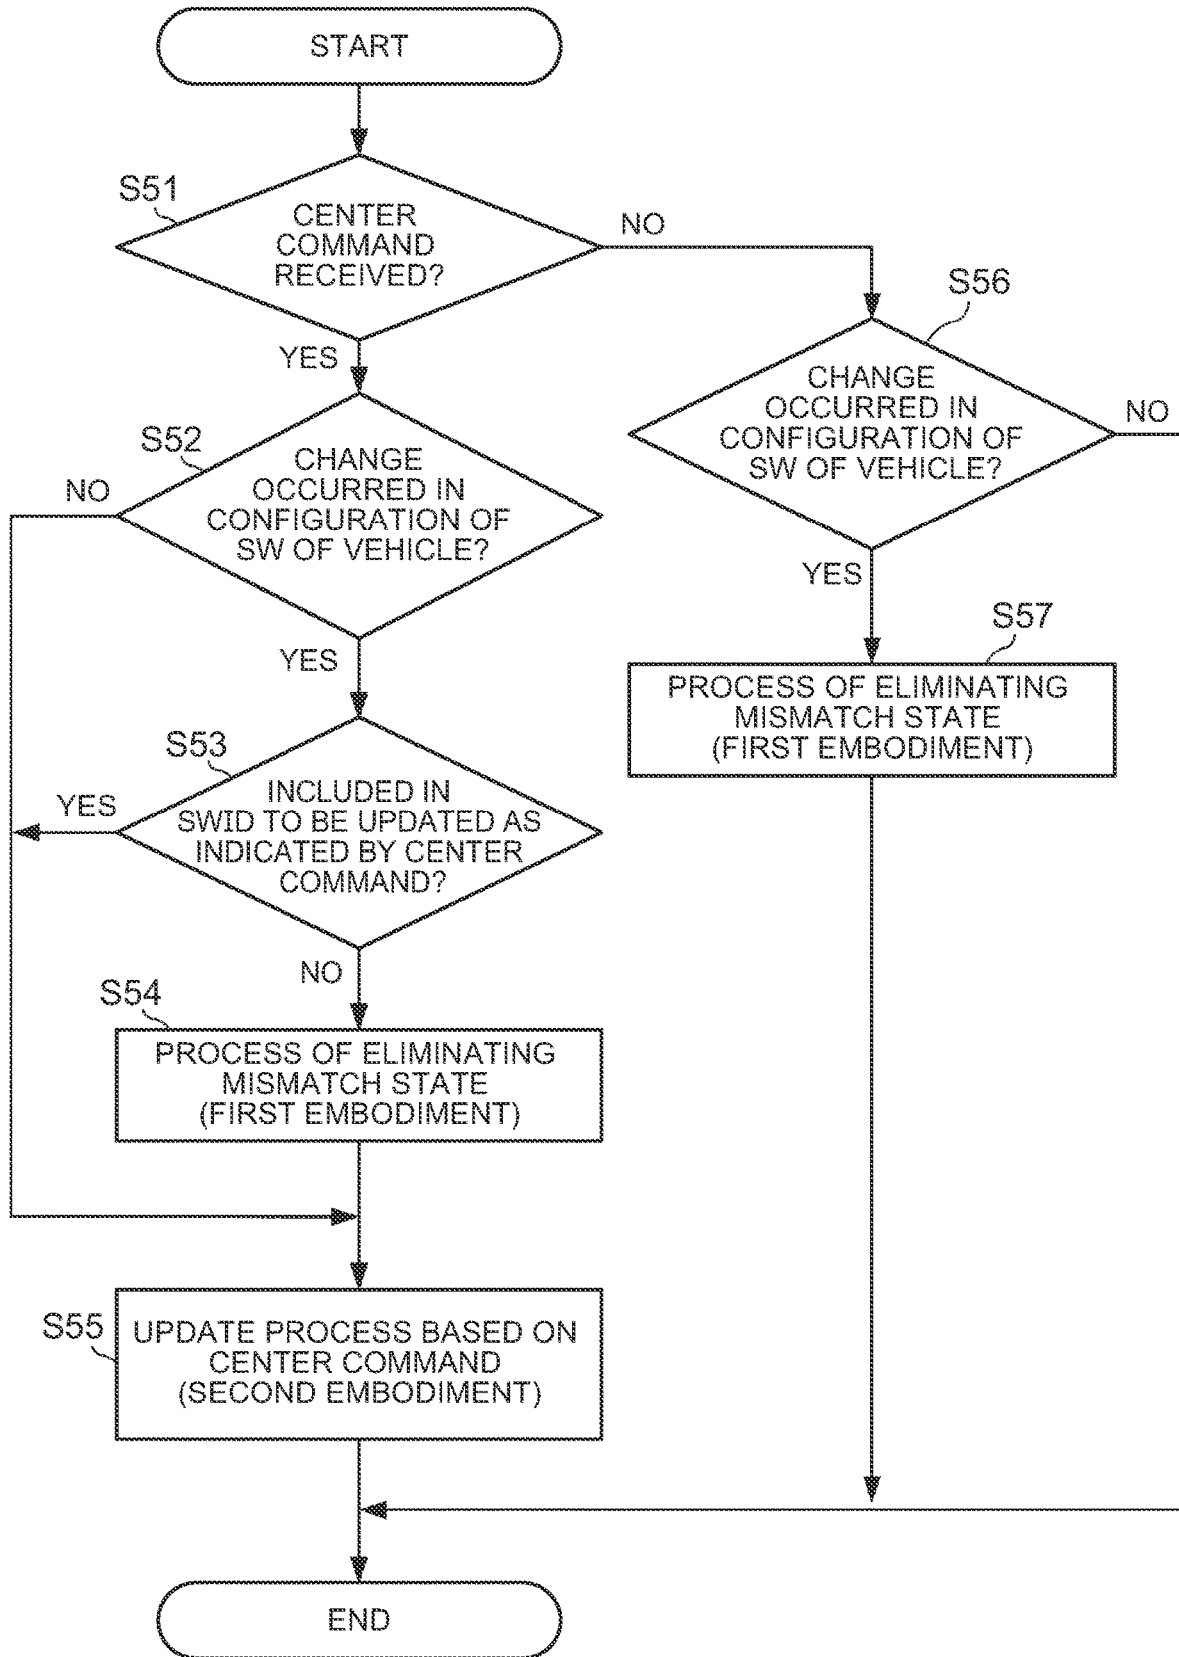 START
S51
CENTER
COMMAND
RECEIVED?
NO
YES
S56
CHANGE
OCCURRED IN
CONFIGURATION OF
SW OF VEHICLE?
NO
YES
S52
CHANGE
OCCURRED IN
CONFIGURATION OF
SW OF VEHICLE?
NO
YES
S57
PROCESS OF ELIMINATING
MISMATCH STATE
(FIRST EMBODIMENT)
S53
INCLUDED IN
SWID TO BE UPDATED AS
INDICATED BY CENTER
COMMAND?
YES
NO
S54
PROCESS OF ELIMINATING
MISMATCH STATE
(FIRST EMBODIMENT)
S55
UPDATE PROCESS BASED ON
CENTER COMMAND
(SECOND EMBODIMENT)
END